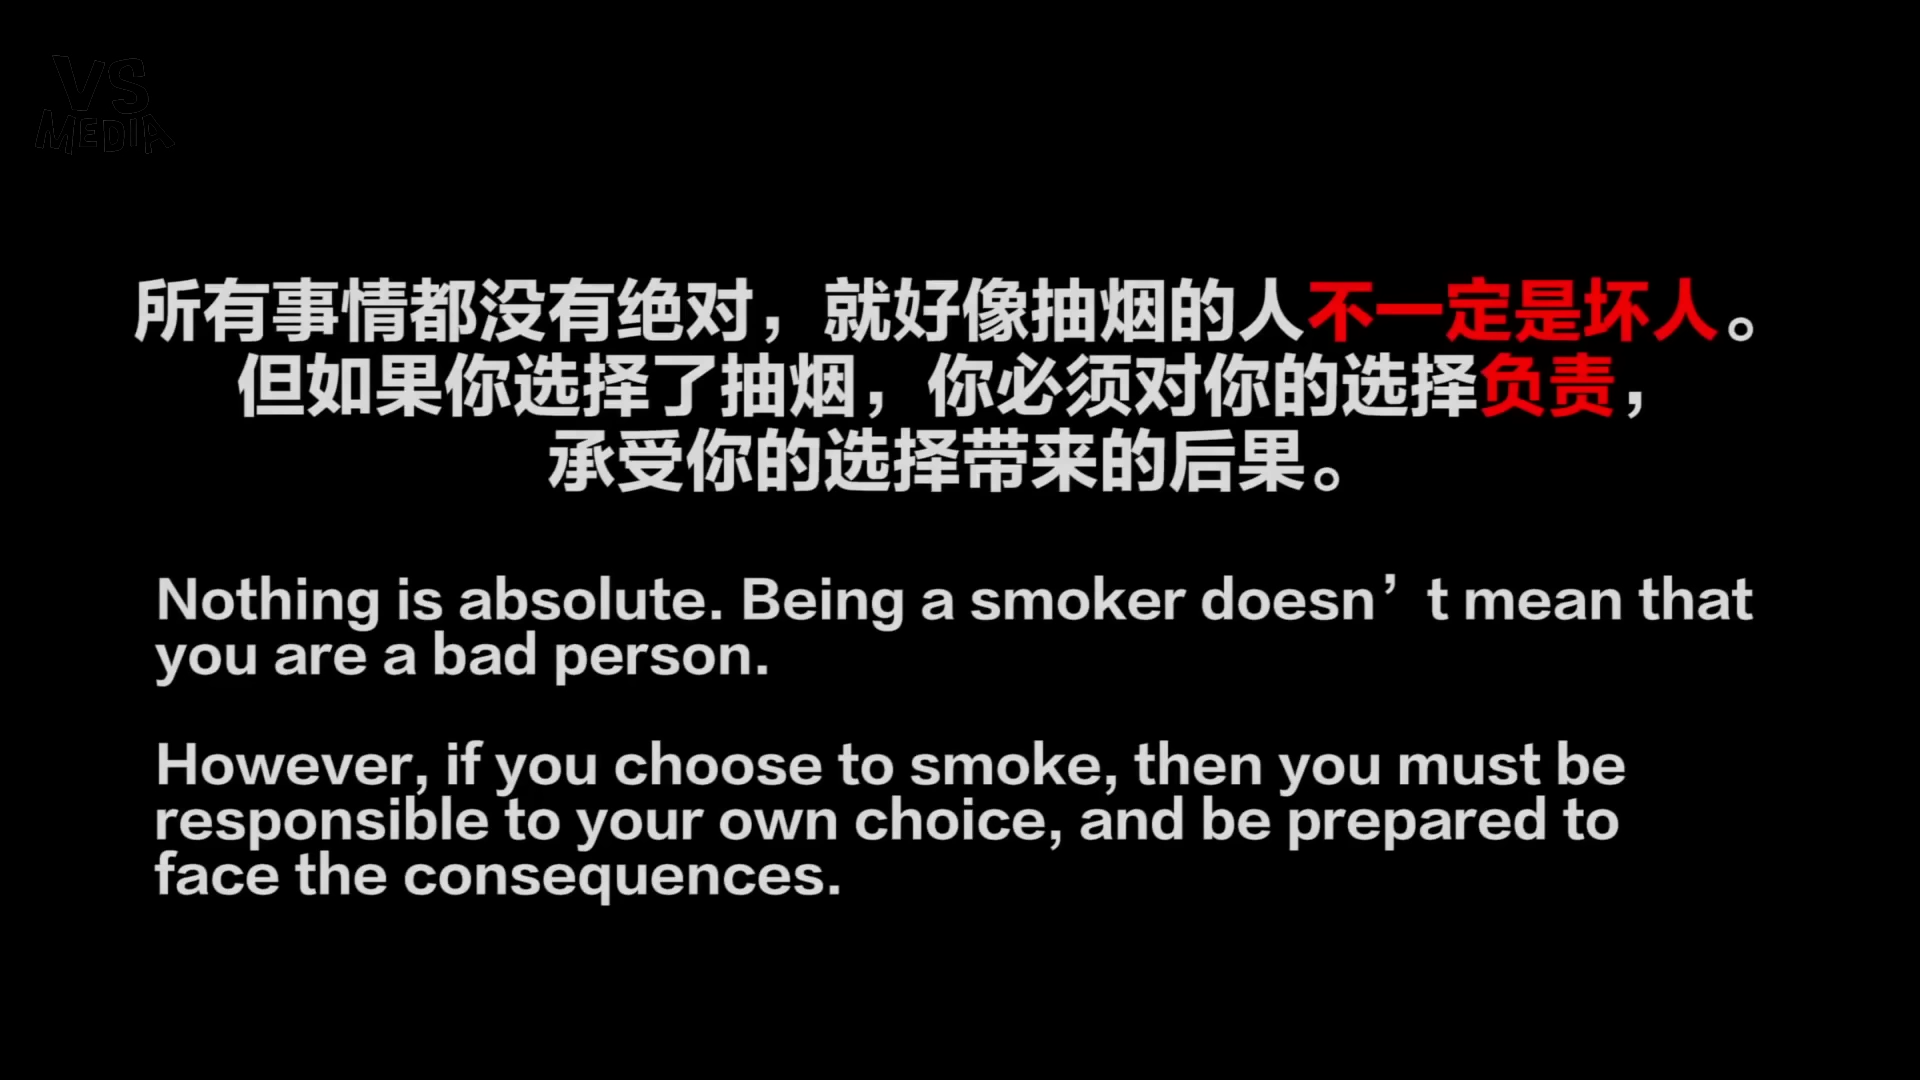 VS
MEDIA
所有事情都没有绝对，就好像抽烟的人不一定是坏人。
但如果你选择了抽烟，你必须对你的选择负责，
承受你的选择带来的后果。
Nothing is absolute. Being a smoker doesn’t mean that
you are a bad person.
However, if you choose to smoke, then you must be
responsible to your own choice, and be prepared to
face the consequences.